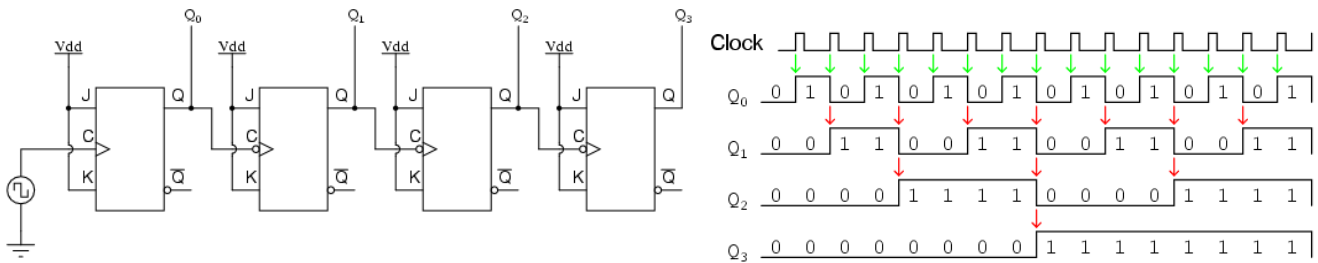 Q0 Q1 Q2 Q3
Vdd Vdd Vdd Vdd
J Q J Q J Q J Q
C C C C
K Q̅ K Q̅ K Q̅ K Q̅
Clock
Q0 0 1 0 1 0 1 0 1 0 1 0 1 0 1 0 1
Q1 0 0 1 1 0 0 1 1 0 0 1 1 0 0 1 1
Q2 0 0 0 0 1 1 1 1 0 0 0 0 1 1 1 1
Q3 0 0 0 0 0 0 0 0 1 1 1 1 1 1 1 1